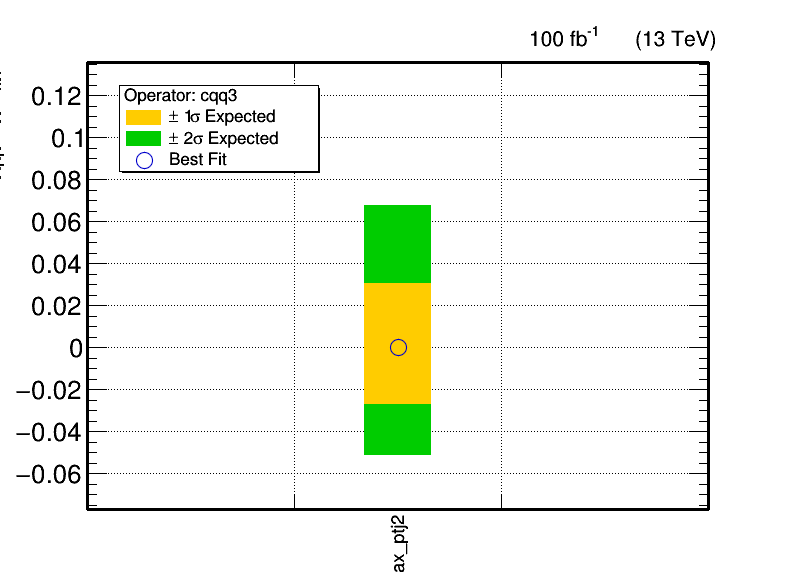 100 fb-1 (13 TeV)
Operator: cqq3
± 1σ Expected
± 2σ Expected
Best Fit
0.12
0.1
0.08
0.06
0.04
0.02
0
−0.02
−0.04
−0.06
ax_ptj2